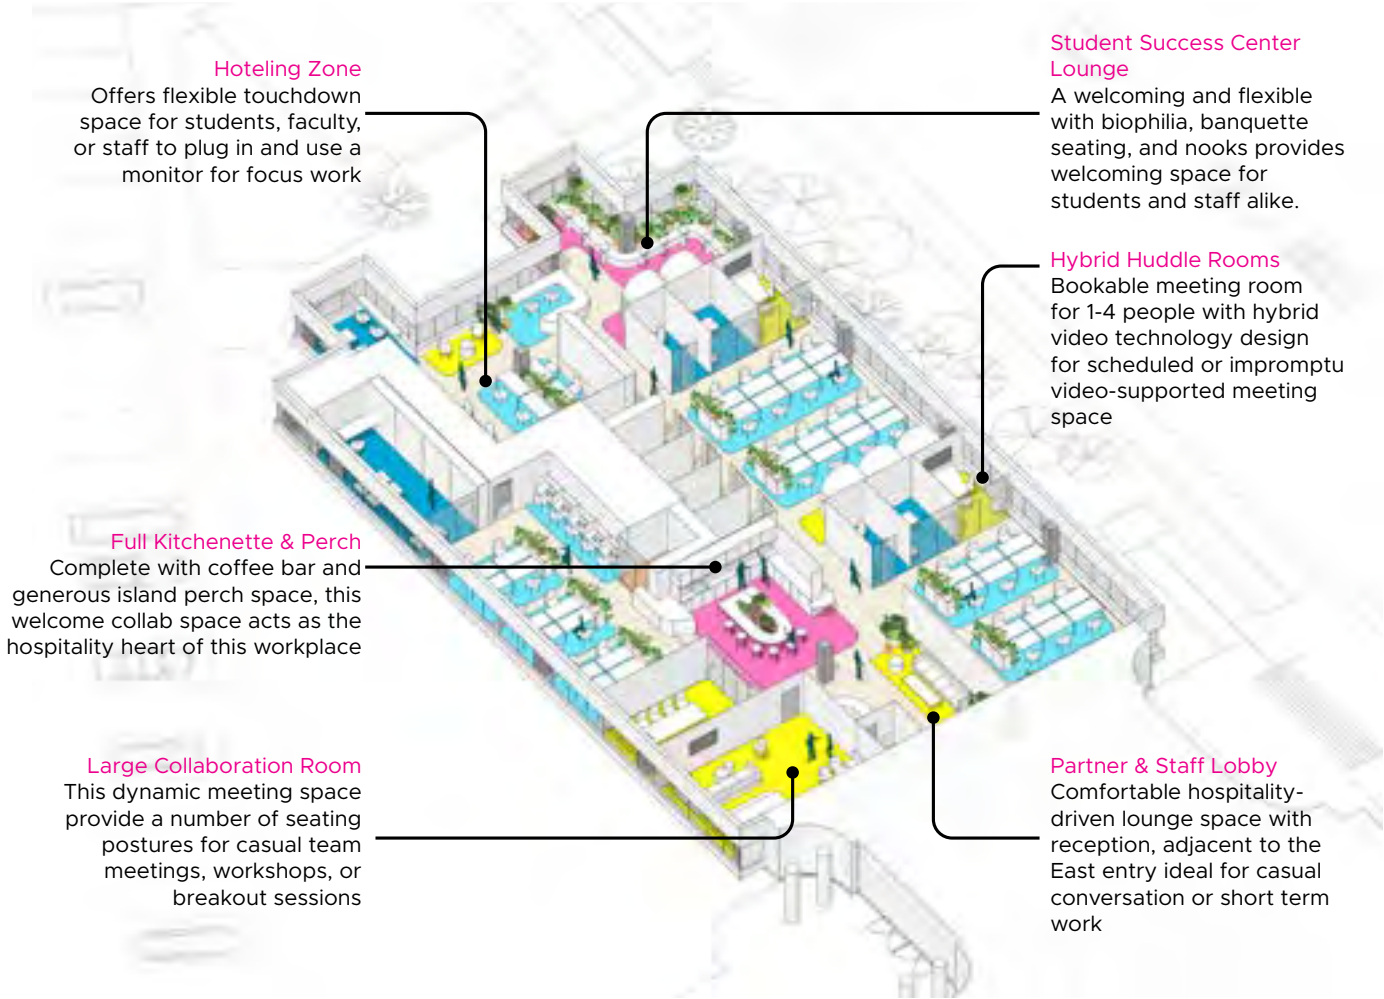 Hoteling Zone
Offers flexible touchdown
space for students, faculty,
or staff to plug in and use a
monitor for focus work
Student Success Center
Lounge
A welcoming and flexible
with biophilia, banquette
seating, and nooks provides
welcoming space for
students and staff alike.
Hybrid Huddle Rooms
Bookable meeting room
for 1-4 people with hybrid
video technology design
for scheduled or impromptu
video-supported meeting
space
Full Kitchenette & Perch
Complete with coffee bar and
generous island perch space, this
welcome collab space acts as the
hospitality heart of this workplace
Large Collaboration Room
This dynamic meeting space
provide a number of seating
postures for casual team
meetings, workshops, or
breakout sessions
Partner & Staff Lobby
Comfortable hospitality-
driven lounge space with
reception, adjacent to the
East entry ideal for casual
conversation or short term
work